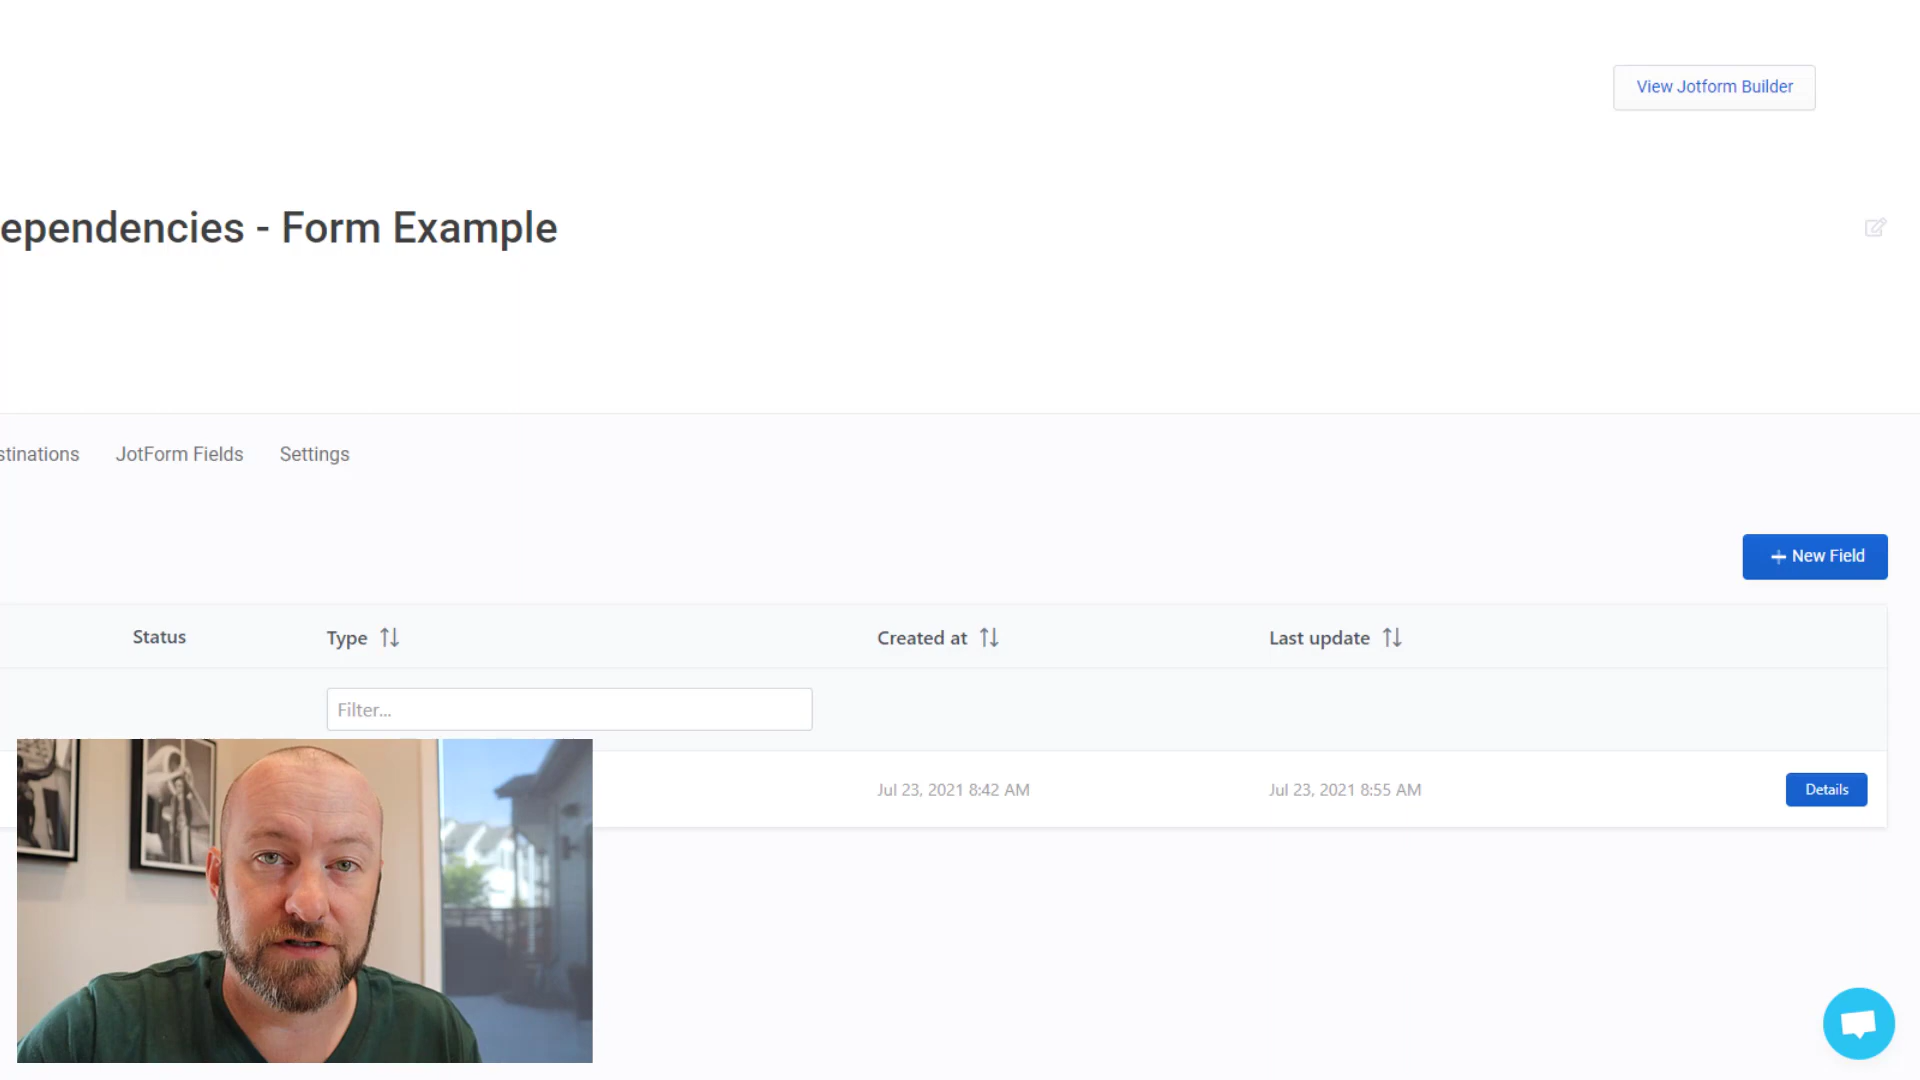 View Jotform Builder
ependencies - Form Example
stinations JotForm Fields Settings
+ New Field
Status Type Created at Last update
Filter...
Jul 23, 2021 8:42 AM Jul 23, 2021 8:55 AM Details